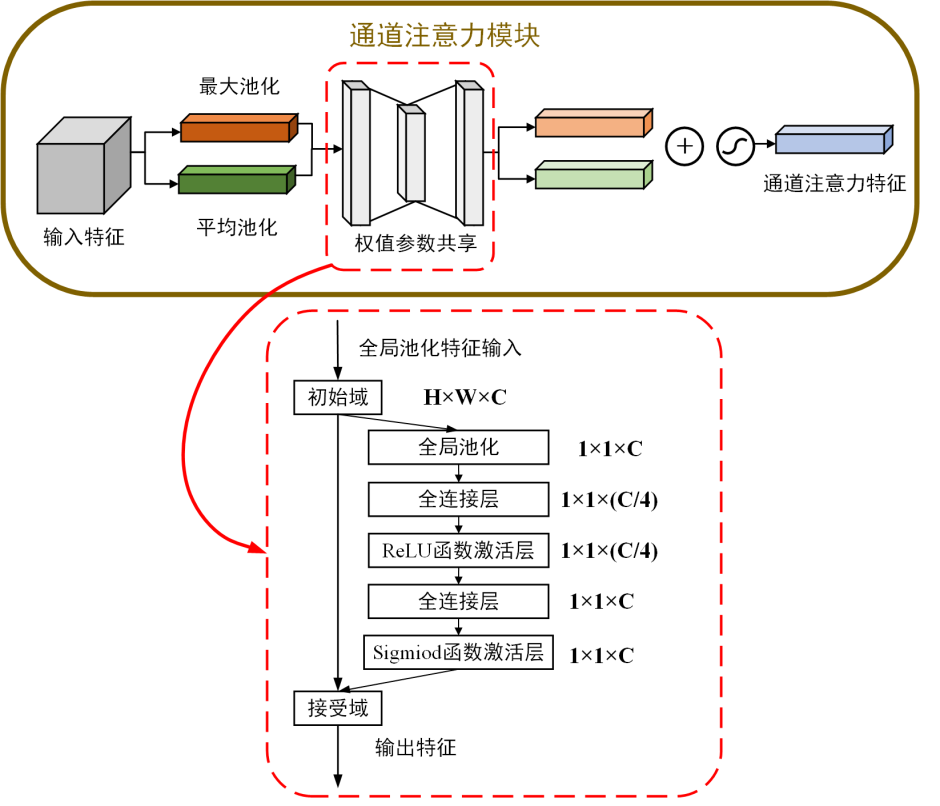 通道注意力模块
最大池化
输入特征
平均池化
权值参数共享
通道注意力特征
全局池化特征输入
初始域
H×W×C
全局池化
1×1×C
全连接层
1×1×(C/4)
ReLU函数激活层
1×1×(C/4)
全连接层
1×1×C
Sigmiod函数激活层
1×1×C
接受域
输出特征